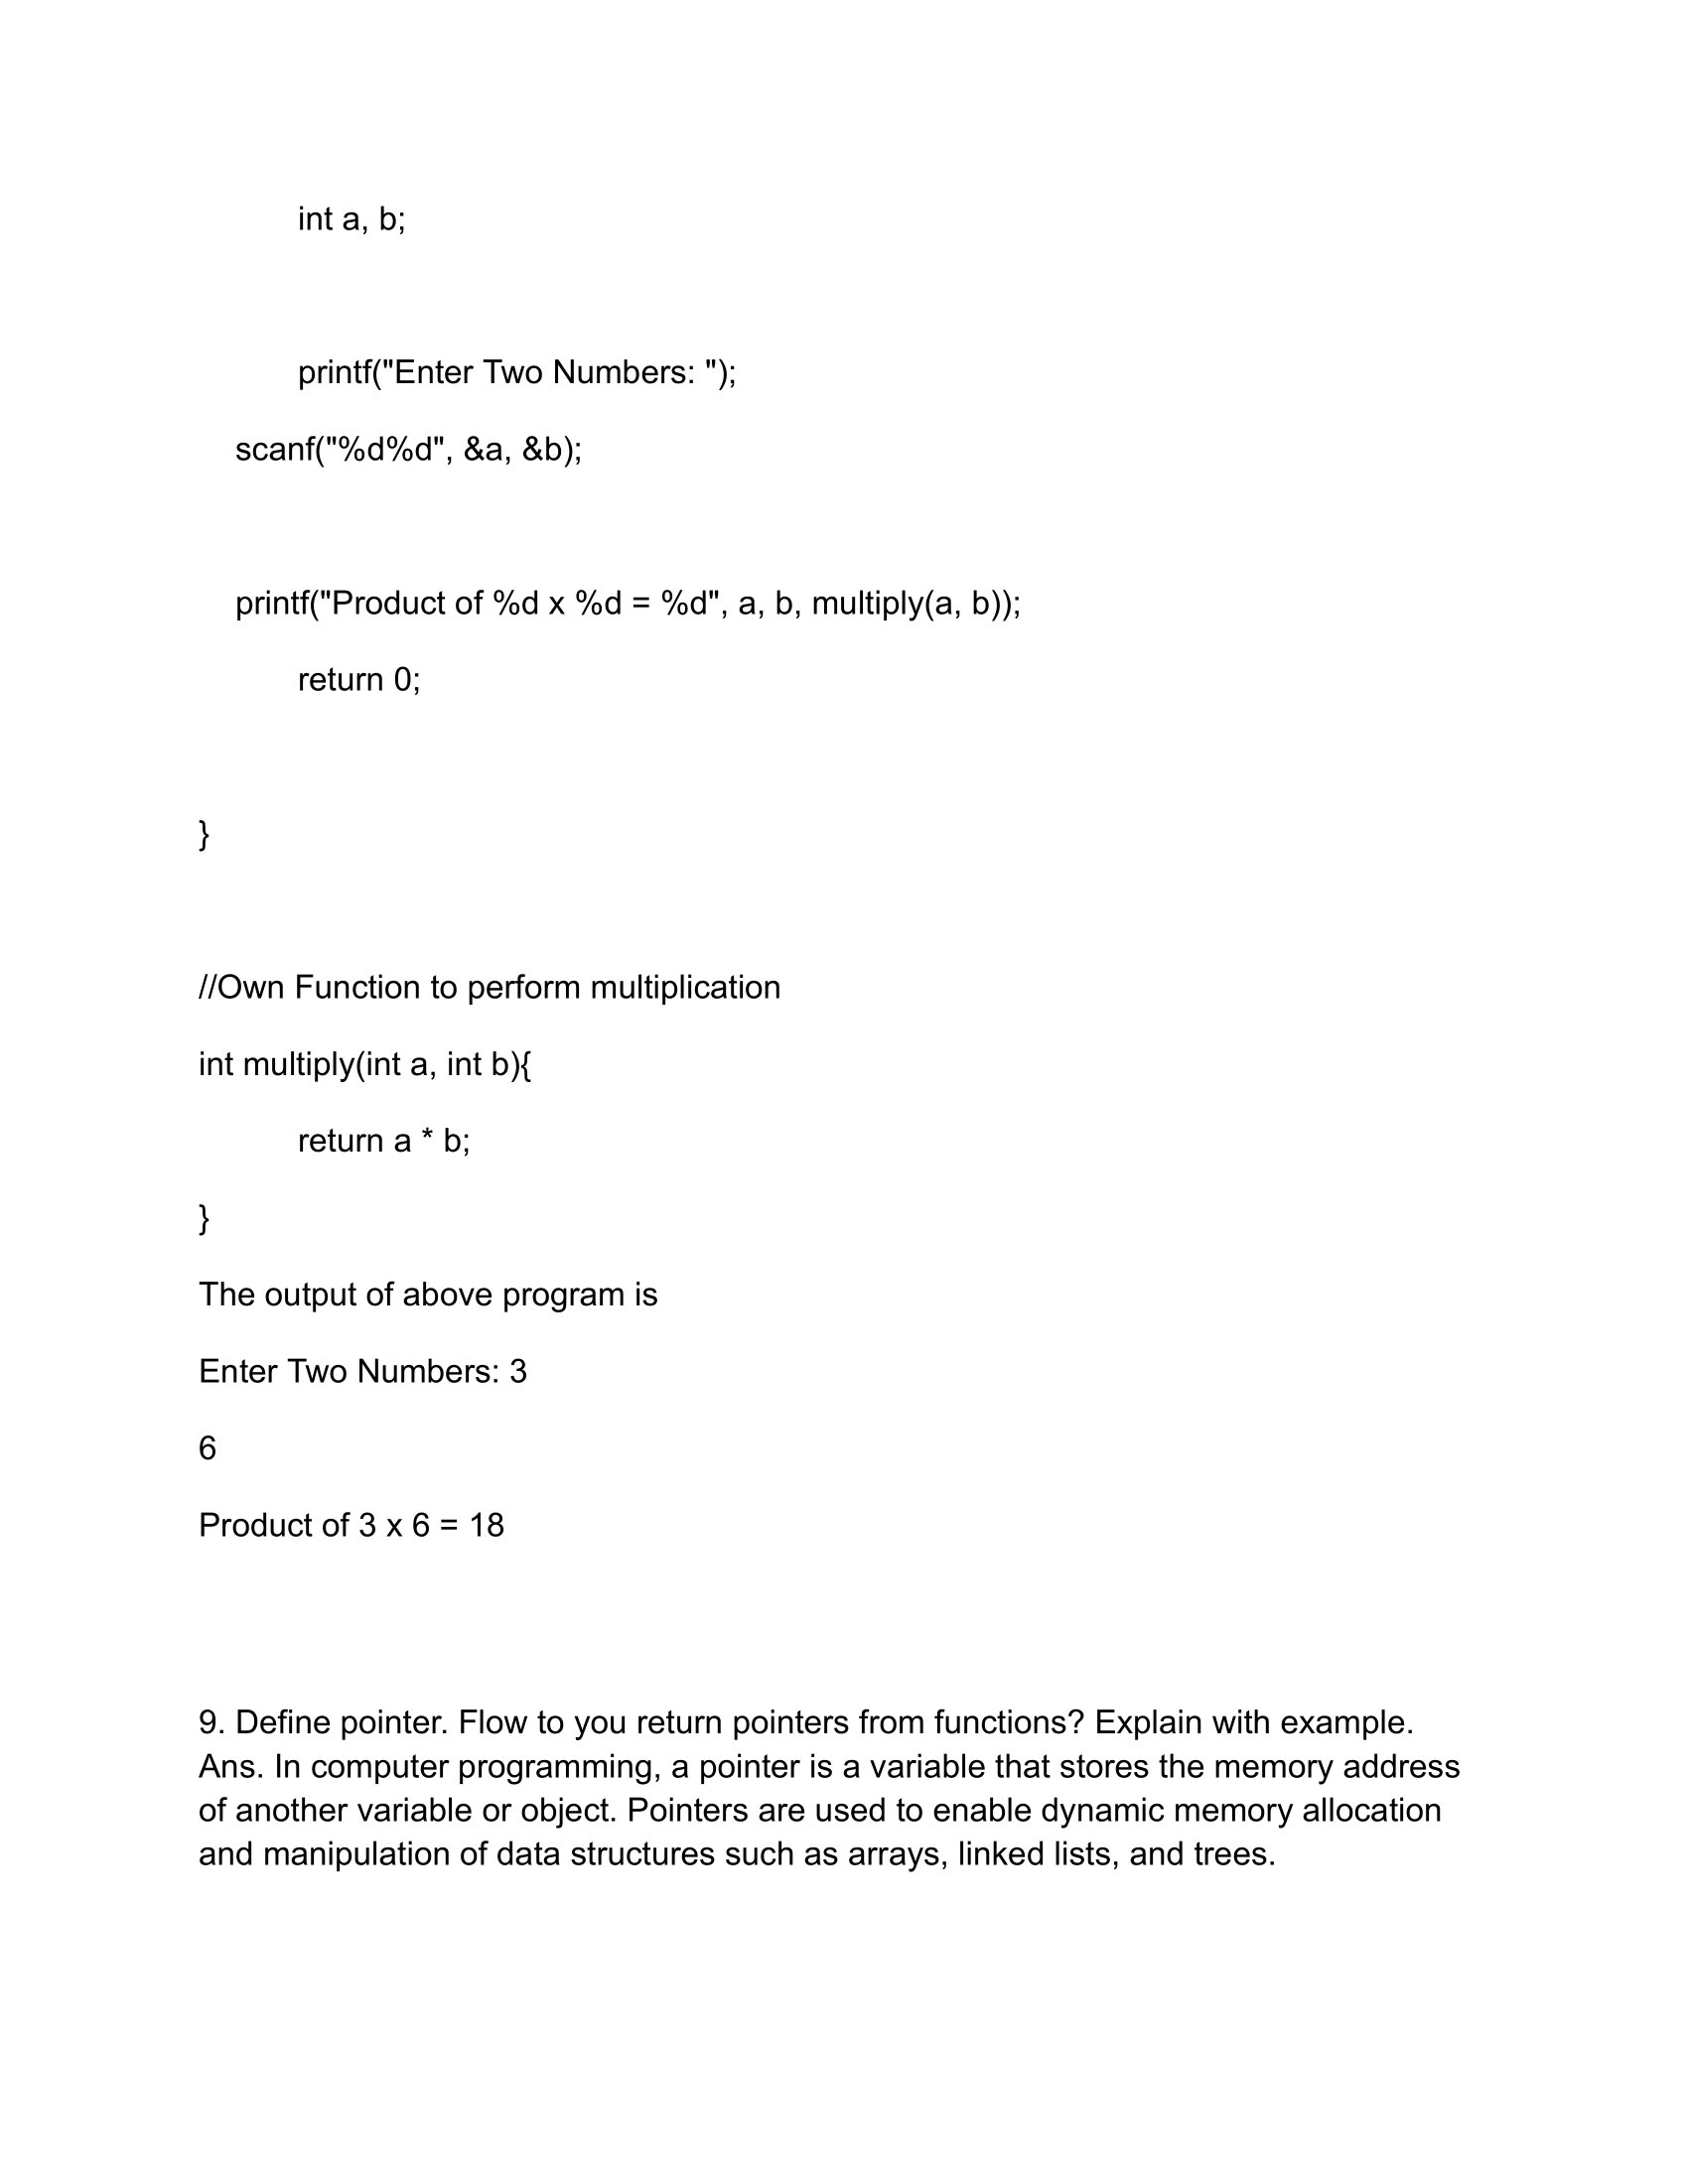 int a, b;
printf("Enter Two Numbers: ");
scanf("%d%d", &a, &b);
printf("Product of %d x %d = %d", a, b, multiply(a, b));
return 0;
}
//Own Function to perform multiplication
int multiply(int a, int b){
return a * b;
}
The output of above program is
Enter Two Numbers: 3
6
Product of 3 x 6 = 18
9. Define pointer. Flow to you return pointers from functions? Explain with example.
Ans. In computer programming, a pointer is a variable that stores the memory address
of another variable or object. Pointers are used to enable dynamic memory allocation
and manipulation of data structures such as arrays, linked lists, and trees.